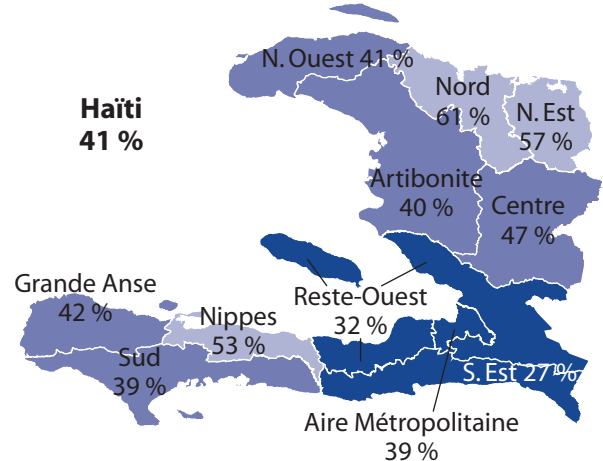 N. Ouest 41 %
Haïti
41 %
Nord
61 %
N. Est
57 %
Artibonite
40 %
Centre
47 %
Grande Anse
42 %
Nippes
53 %
Reste-Ouest
32 %
Sud
39 %
S. Est 27 %
Aire Métropolitaine
39 %